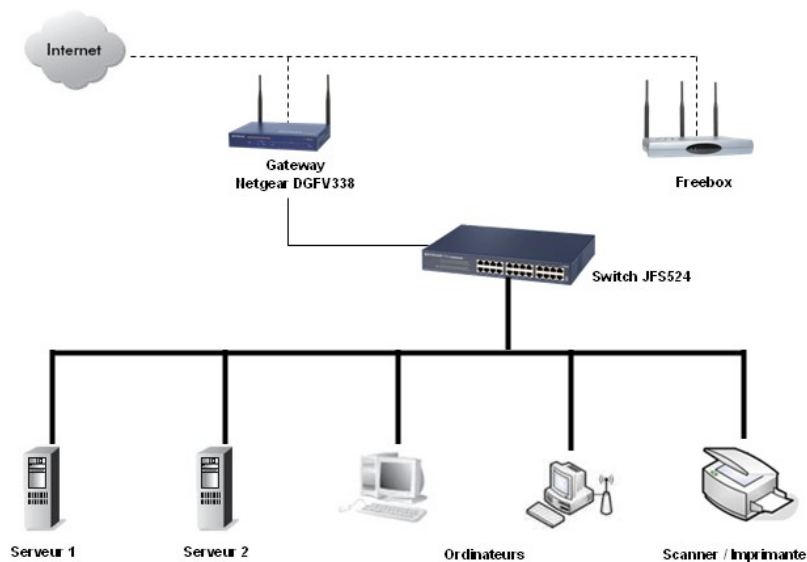 Internet
Gateway
Netgear DGFV338
Freebox
Switch JFS524
Serveur 1
Serveur 2
Ordinateurs
Scanner / Imprimante